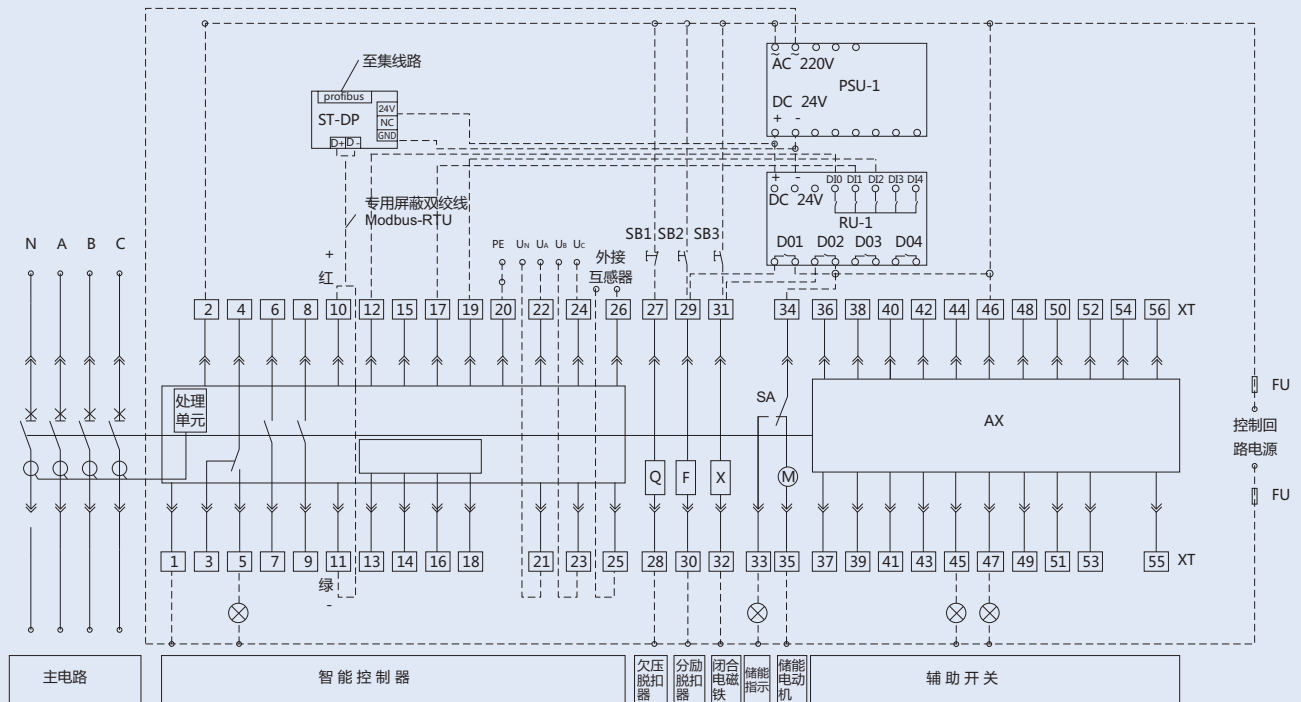 至集线路
profibus
ST-DP
24V
NC
GND
D+ D -
~ ~
AC 220V
PSU-1
DC 24V
+ -
+ - DI0 DI1 DI2 DI3 DI4
DC 24V
RU-1
D01 D02 D03 D04
专用屏蔽双绞线
Modbus-RTU
SB1 SB2 SB3
N A B C
+
红
PE UN UA UB UC
外接
互感器
2 4 6 8 10 12 15 17 19 20 22 24 26 27 29 31 34 36 38 40 42 44 46 48 50 52 54 56 XT
处理
单元
SA
AX
FU
控制回
路电源
FU
Q F X M
1 3 5 7 9 11 13 14 16 18 21 23 25 28 30 32 33 35 37 39 41 43 45 47 49 51 53 55 XT
绿
-
主电路
智能控制器
欠压
脱扣
器
分励
脱扣
器
闭合
电磁
铁
储能
指示
储能
电动
机
辅助开关